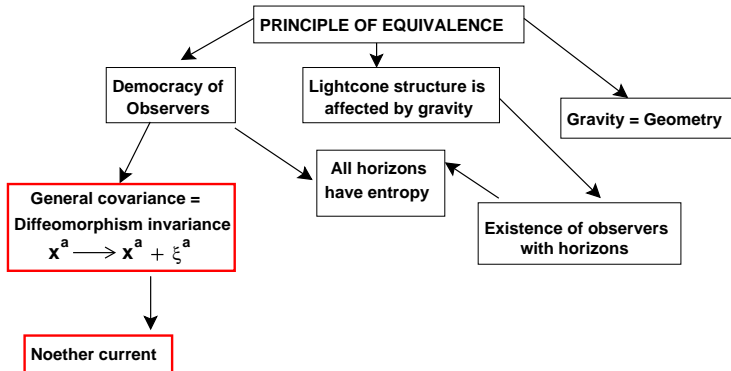 PRINCIPLE OF EQUIVALENCE
Democracy of
Observers
Lightcone structure is
affected by gravity
Gravity = Geometry
All horizons
have entropy
General covariance =
Diffeomorphism invariance
x^a ⟶ x^a + ξ^a
Existence of observers
with horizons
Noether current